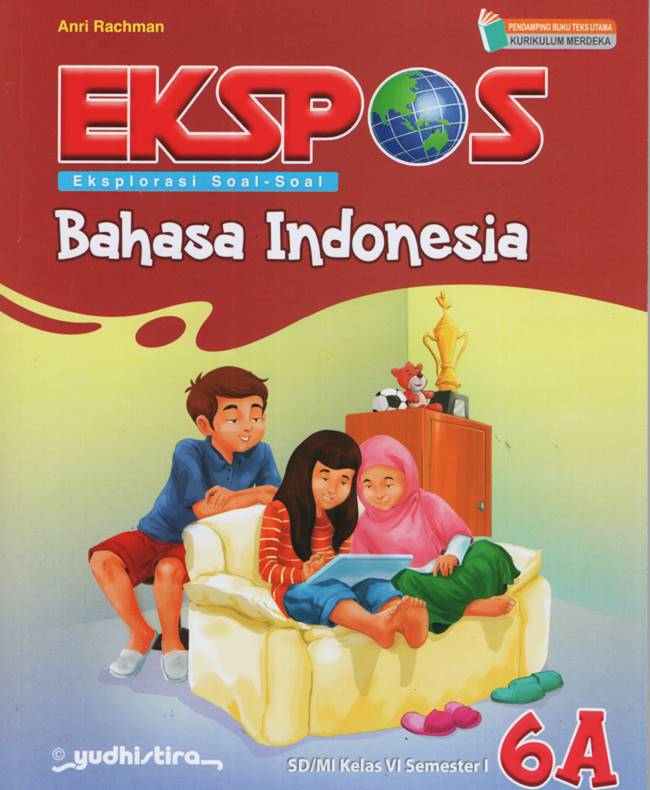 Anri Rachman
PENDAMPING BUKU TEKS UTAMA
KURIKULUM MERDEKA
EKSPOS
Eksplorasi Soal-Soal
Bahasa Indonesia
© yudhistira
SD/MI Kelas VI Semester I
6A